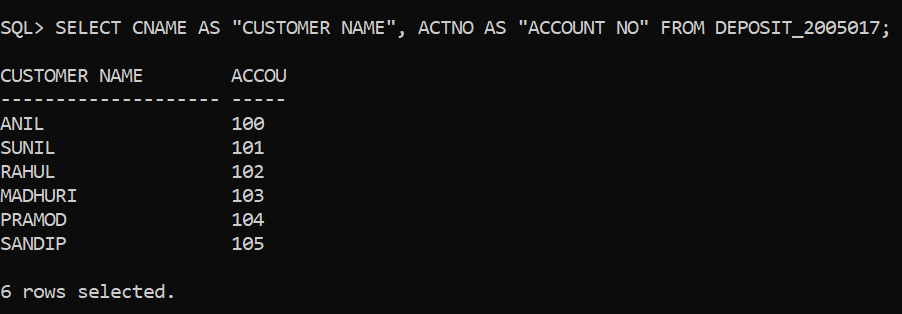 SQL> SELECT CNAME AS "CUSTOMER NAME", ACTNO AS "ACCOUNT NO" FROM DEPOSIT_2005017;
CUSTOMER NAME        ACCOU
-------------------- -----
ANIL                 100
SUNIL                101
RAHUL                102
MADHURI              103
PRAMOD               104
SANDIP               105
6 rows selected.